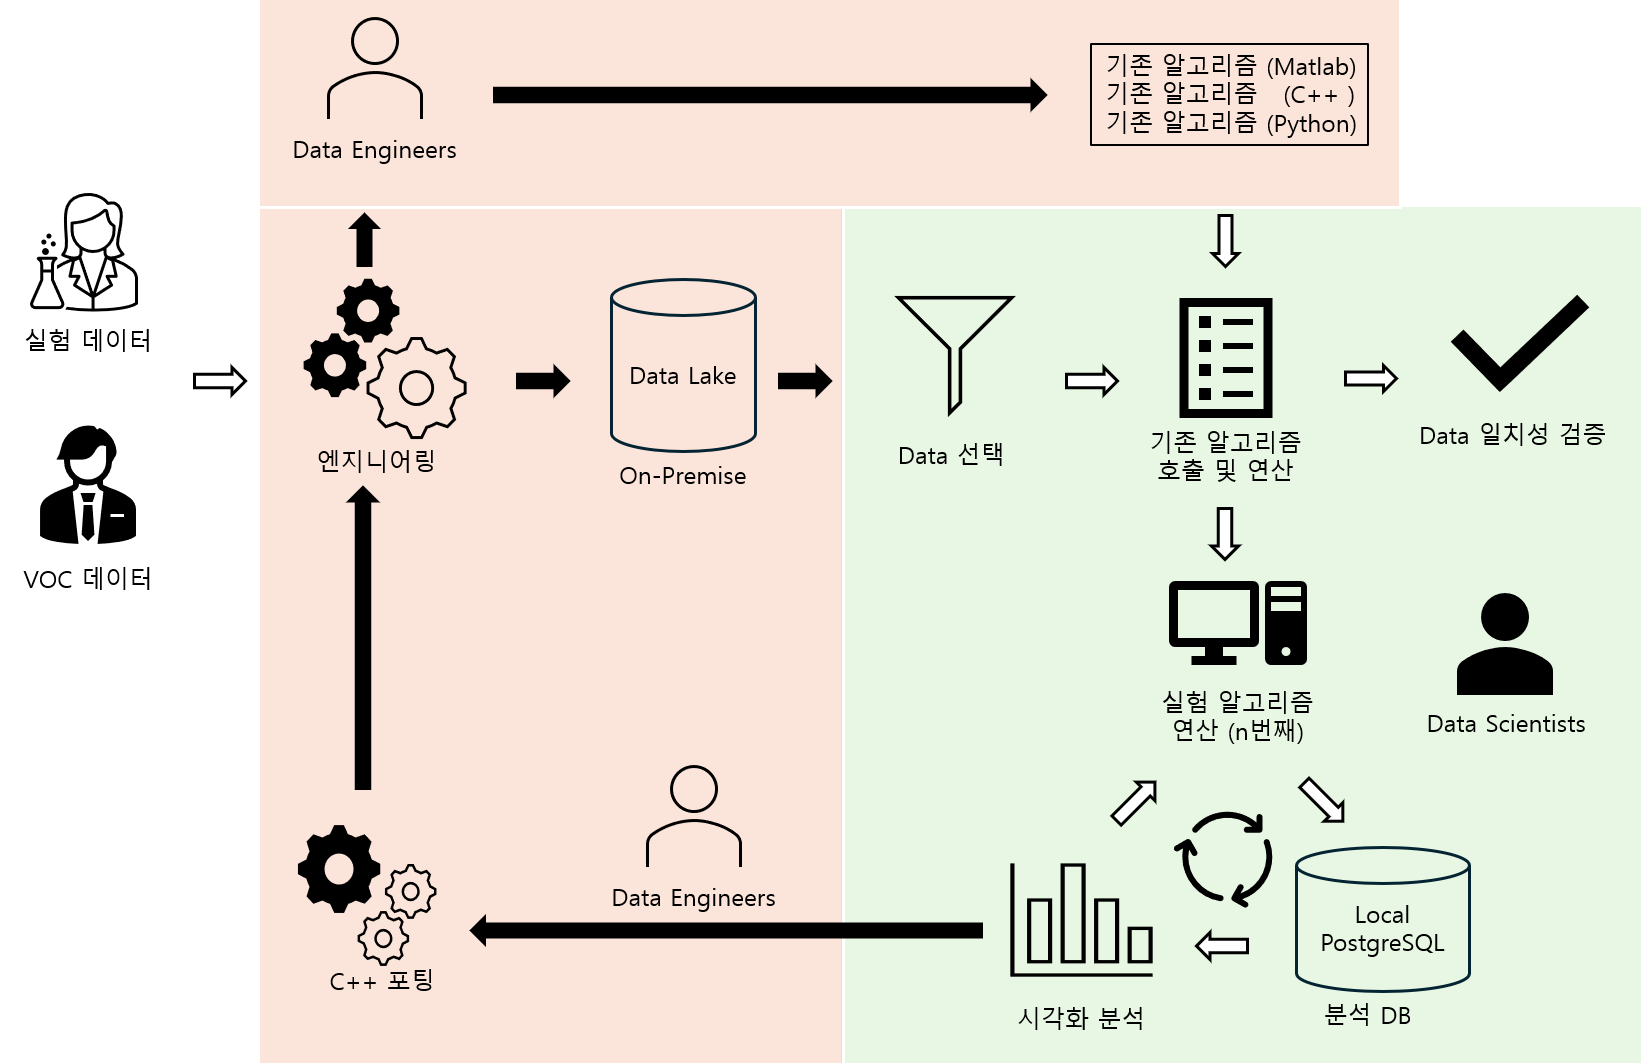 Data Engineers
기존 알고리즘 (Matlab)
기존 알고리즘 (C++ )
기존 알고리즘 (Python)
실험 데이터
VOC 데이터
엔지니어링
Data Lake
On-Premise
Data 선택
기존 알고리즘
호출 및 연산
Data 일치성 검증
실험 알고리즘
연산 (n번째)
Data Scientists
Data Engineers
C++ 포팅
시각화 분석
Local
PostgreSQL
분석 DB